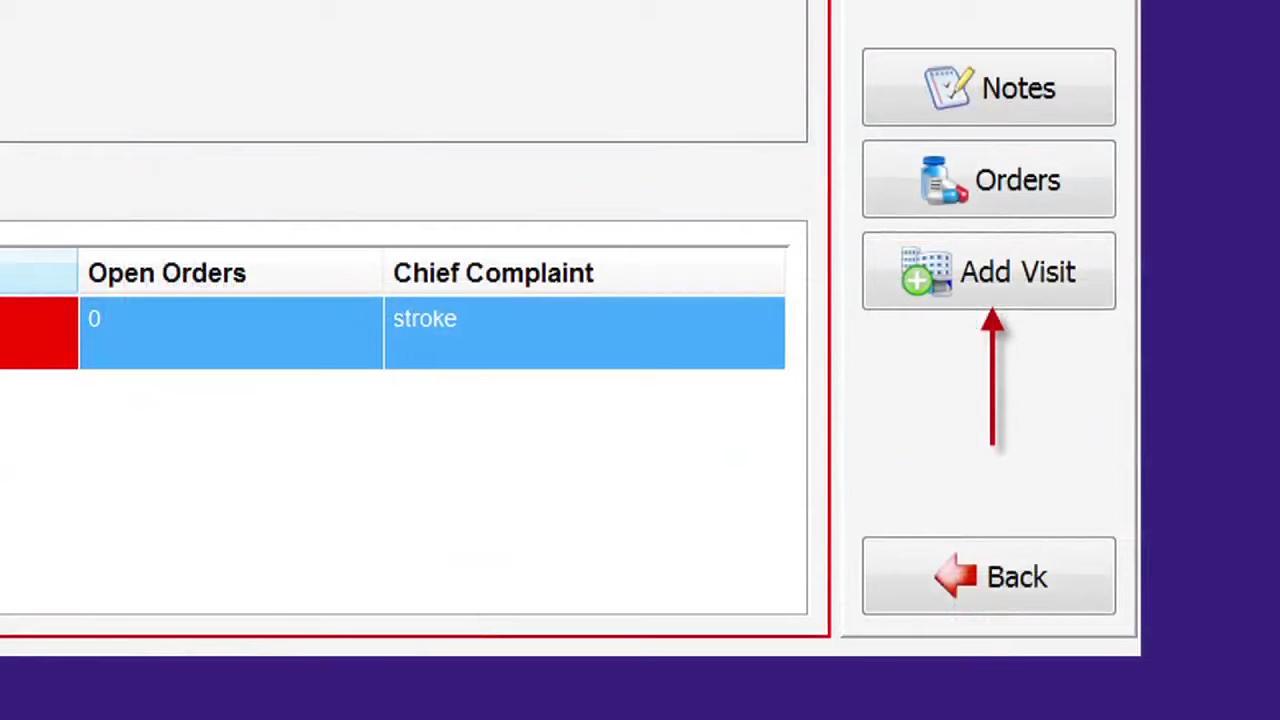 Notes
Orders
Add Visit
Open Orders Chief Complaint
0 stroke
Back